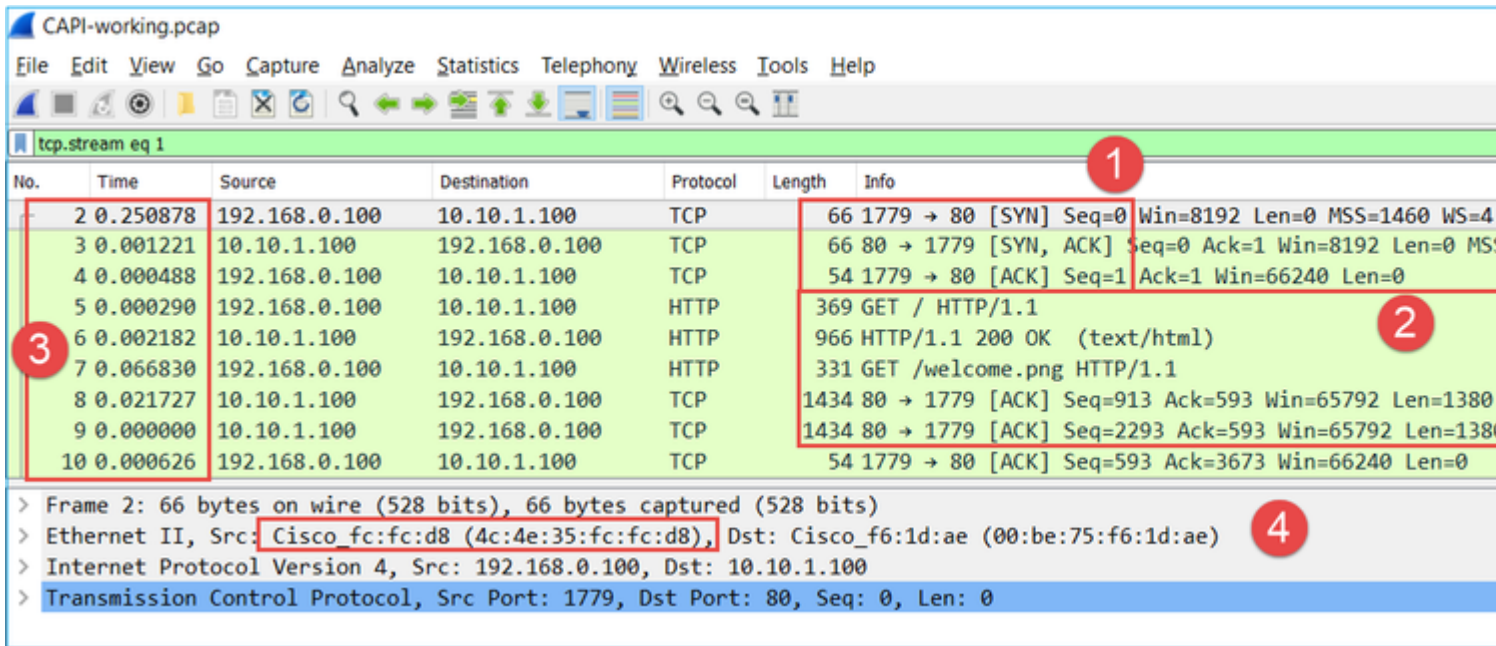 CAPI-working.pcap
File Edit View Go Capture Analyze Statistics Telephony Wireless Tools Help
tcp.stream eq 1
No. Time Source Destination Protocol Length Info
1
2 0.250878 192.168.0.100 10.10.1.100 TCP 66 1779 → 80 [SYN] Seq=0 Win=8192 Len=0 MSS=1460 WS=4
3 0.001221 10.10.1.100 192.168.0.100 TCP 66 80 → 1779 [SYN, ACK] Seq=0 Ack=1 Win=8192 Len=0 MSS
4 0.000488 192.168.0.100 10.10.1.100 TCP 54 1779 → 80 [ACK] Seq=1 Ack=1 Win=66240 Len=0
5 0.000290 192.168.0.100 10.10.1.100 HTTP 369 GET / HTTP/1.1
2
3
6 0.002182 10.10.1.100 192.168.0.100 HTTP 966 HTTP/1.1 200 OK (text/html)
7 0.066830 192.168.0.100 10.10.1.100 HTTP 331 GET /welcome.png HTTP/1.1
8 0.021727 10.10.1.100 192.168.0.100 TCP 1434 80 → 1779 [ACK] Seq=913 Ack=593 Win=65792 Len=1380
9 0.000000 10.10.1.100 192.168.0.100 TCP 1434 80 → 1779 [ACK] Seq=2293 Ack=593 Win=65792 Len=1380
10 0.000626 192.168.0.100 10.10.1.100 TCP 54 1779 → 80 [ACK] Seq=593 Ack=3673 Win=66240 Len=0
> Frame 2: 66 bytes on wire (528 bits), 66 bytes captured (528 bits)
> Ethernet II, Src: Cisco_fc:fc:d8 (4c:4e:35:fc:fc:d8), Dst: Cisco_f6:1d:ae (00:be:75:f6:1d:ae)
4
> Internet Protocol Version 4, Src: 192.168.0.100, Dst: 10.10.1.100
> Transmission Control Protocol, Src Port: 1779, Dst Port: 80, Seq: 0, Len: 0